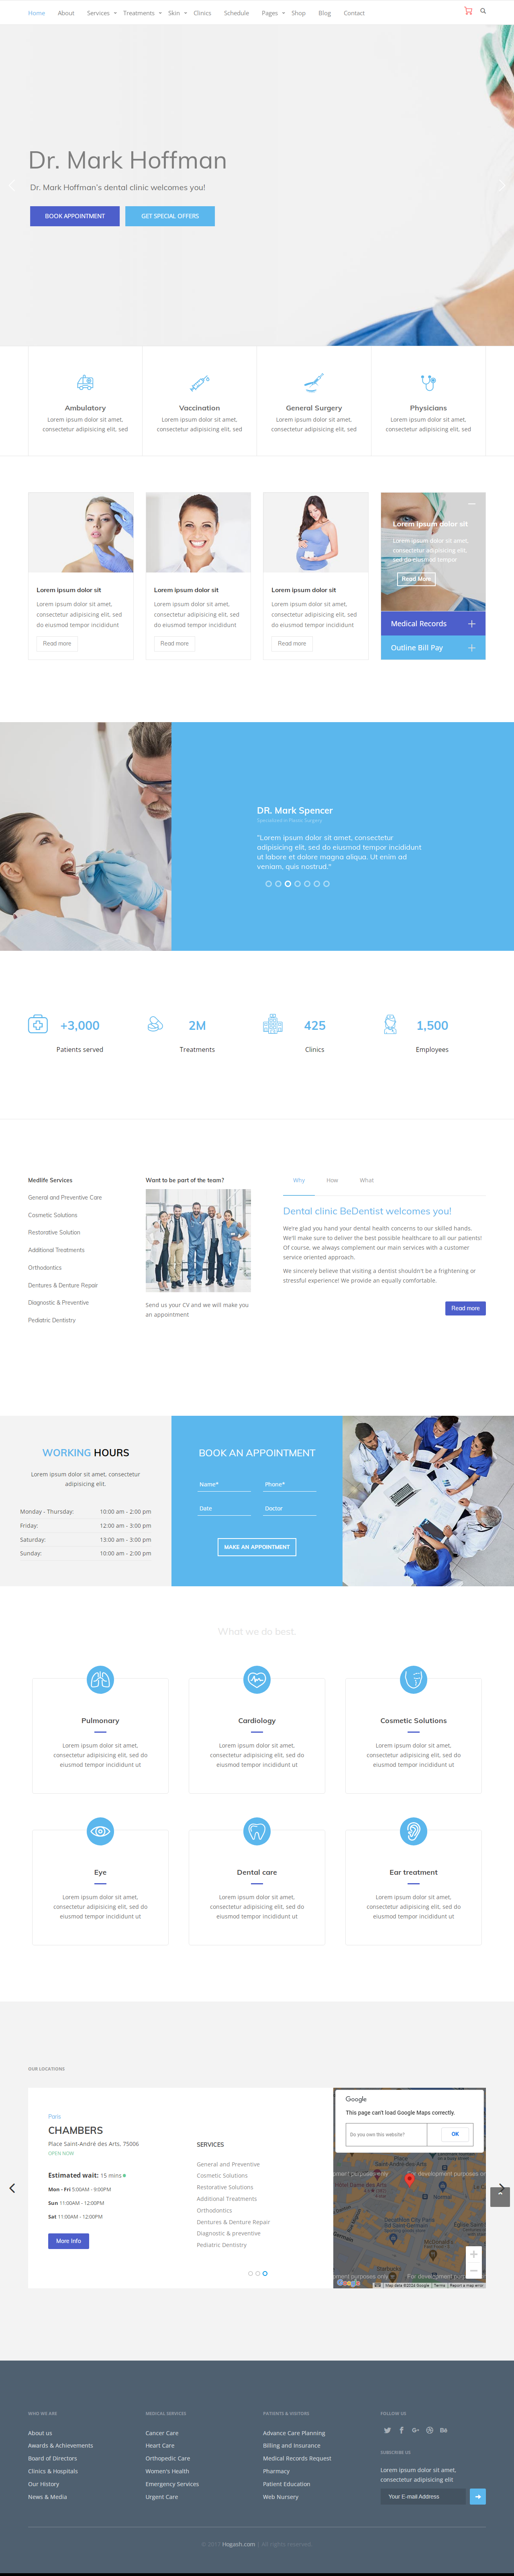 Home About Services Treatments Skin Clinics Schedule Pages Shop Blog Contact
Dr. Mark Hoffman
Dr. Mark Hoffman's dental clinic welcomes you!
BOOK APPOINTMENT GET SPECIAL OFFERS
Ambulatory
Lorem ipsum dolor sit amet,
consectetur adipisicing elit, sed
Vaccination
Lorem ipsum dolor sit amet,
consectetur adipisicing elit, sed
General Surgery
Lorem ipsum dolor sit amet,
consectetur adipisicing elit, sed
Physicians
Lorem ipsum dolor sit amet,
consectetur adipisicing elit, sed
Lorem ipsum dolor sit
Lorem ipsum dolor sit amet,
consectetur adipisicing elit, sed
do eiusmod tempor incididunt
Read more
Lorem ipsum dolor sit
Lorem ipsum dolor sit amet,
consectetur adipisicing elit, sed
do eiusmod tempor incididunt
Read more
Lorem ipsum dolor sit
Lorem ipsum dolor sit amet,
consectetur adipisicing elit, sed
do eiusmod tempor incididunt
Read more
Lorem ipsum dolor sit
Lorem ipsum dolor sit amet,
consectetur adipisicing elit,
sed do eiusmod tempor
Read More
Medical Records
Outline Bill Pay
DR. Mark Spencer
Specialized in Plastic Surgery
"Lorem ipsum dolor sit amet, consectetur
adipisicing elit, sed do eiusmod tempor incididunt
ut labore et dolore magna aliqua. Ut enim ad
veniam, quis nostrud."
+3,000
Patients served
2M
Treatments
425
Clinics
1,500
Employees
Medlife Services
General and Preventive Care
Cosmetic Solutions
Restorative Solution
Additional Treatments
Orthodontics
Dentures & Denture Repair
Diagnostic & Preventive
Pediatric Dentistry
Want to be part of the team?
Send us your CV and we will make you
an appointment
Why How What
Dental clinic BeDentist welcomes you!
We're glad you hand your dental health concerns to our skilled hands.
We'll make sure to deliver the best possible healthcare to all our patients!
Of course, we always complement our main services with a customer
service oriented approach.
We sincerely believe that visiting a dentist shouldn't be a frightening or
stressful experience! We provide an equally comfortable.
Read more
WORKING HOURS
Lorem ipsum dolor sit amet, consectetur
adipisicing elit.
Monday - Thursday: 10:00 am - 2:00 pm
Friday: 12:00 am - 3:00 pm
Saturday: 13:00 am - 3:00 pm
Sunday: 10:00 am - 2:00 pm
BOOK AN APPOINTMENT
Name* Phone*
Date Doctor
MAKE AN APPOINTMENT
What we do best.
Pulmonary
Lorem ipsum dolor sit amet,
consectetur adipisicing elit, sed do
eiusmod tempor incididunt ut
Cardiology
Lorem ipsum dolor sit amet,
consectetur adipisicing elit, sed do
eiusmod tempor incididunt ut
Cosmetic Solutions
Lorem ipsum dolor sit amet,
consectetur adipisicing elit, sed do
eiusmod tempor incididunt ut
Eye
Lorem ipsum dolor sit amet,
consectetur adipisicing elit, sed do
eiusmod tempor incididunt ut
Dental care
Lorem ipsum dolor sit amet,
consectetur adipisicing elit, sed do
eiusmod tempor incididunt ut
Ear treatment
Lorem ipsum dolor sit amet,
consectetur adipisicing elit, sed do
eiusmod tempor incididunt ut
OUR LOCATIONS
Paris
CHAMBERS
Place Saint-André des Arts, 75006
OPEN NOW
Estimated wait: 15 mins
Mon - Fri 5:00AM - 9:00PM
Sun 11:00AM - 12:00PM
Sat 11:00AM - 12:00PM
More Info
SERVICES
General and Preventive
Cosmetic Solutions
Restorative Solutions
Additional Treatments
Orthodontics
Dentures & Denture Repair
Diagnostic & preventive
Pediatric Dentistry
Google
This page can't load Google Maps correctly.
Do you own this website? OK
For development purposes only
Map data ©2024 Google Terms Report a map error
WHO WE ARE
About us
Awards & Achievements
Board of Directors
Clinics & Hospitals
Our History
News & Media
MEDICAL SERVICES
Cancer Care
Heart Care
Orthopedic Care
Women's Health
Emergency Services
Urgent Care
PATIENTS & VISITORS
Advance Care Planning
Billing and Insurance
Medical Records Request
Pharmacy
Patient Education
Web Nursery
FOLLOW US
SUBSCRIBE US
Lorem ipsum dolor sit amet,
consectetur adipisicing elit
Your E-mail Address
© 2017 Hogash.com | All rights reserved.